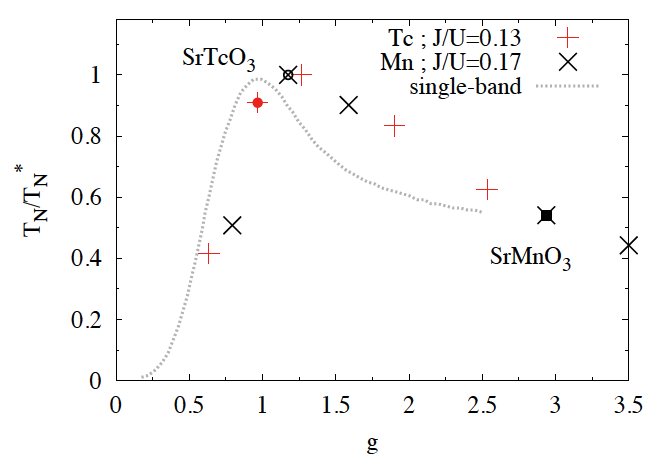 SrTcO3
Tc ; J/U=0.13
Mn ; J/U=0.17
single-band
SrMnO3
TN/TN*
1
0.8
0.6
0.4
0.2
0
0 0.5 1 1.5 2 2.5 3 3.5
g